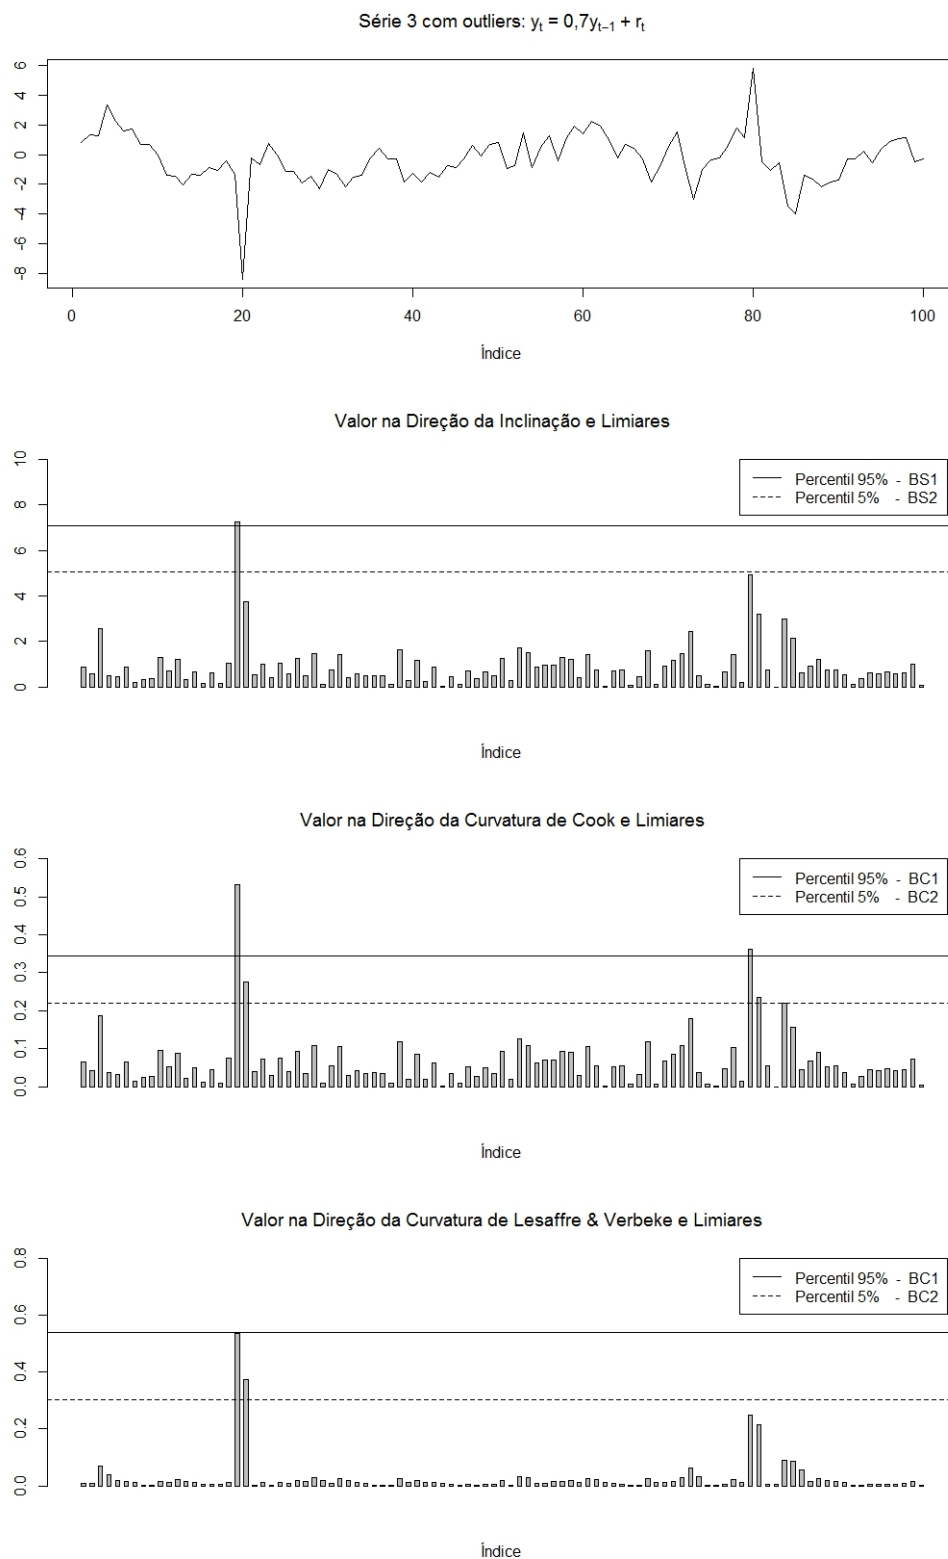 Série 3 com outliers: yt = 0,7yt−1 + rt
6
4
2
0
-2
-4
-6
-8
0 20 40 60 80 100
Índice
Valor na Direção da Inclinação e Limiares
10
8
6
4
2
0
Percentil 95% - BS1
Percentil 5% - BS2
Índice
Valor na Direção da Curvatura de Cook e Limiares
0.6
0.5
0.4
0.3
0.2
0.1
0.0
Percentil 95% - BC1
Percentil 5% - BC2
Índice
Valor na Direção da Curvatura de Lesaffre & Verbeke e Limiares
0.8
0.6
0.4
0.2
0.0
Percentil 95% - BC1
Percentil 5% - BC2
Índice